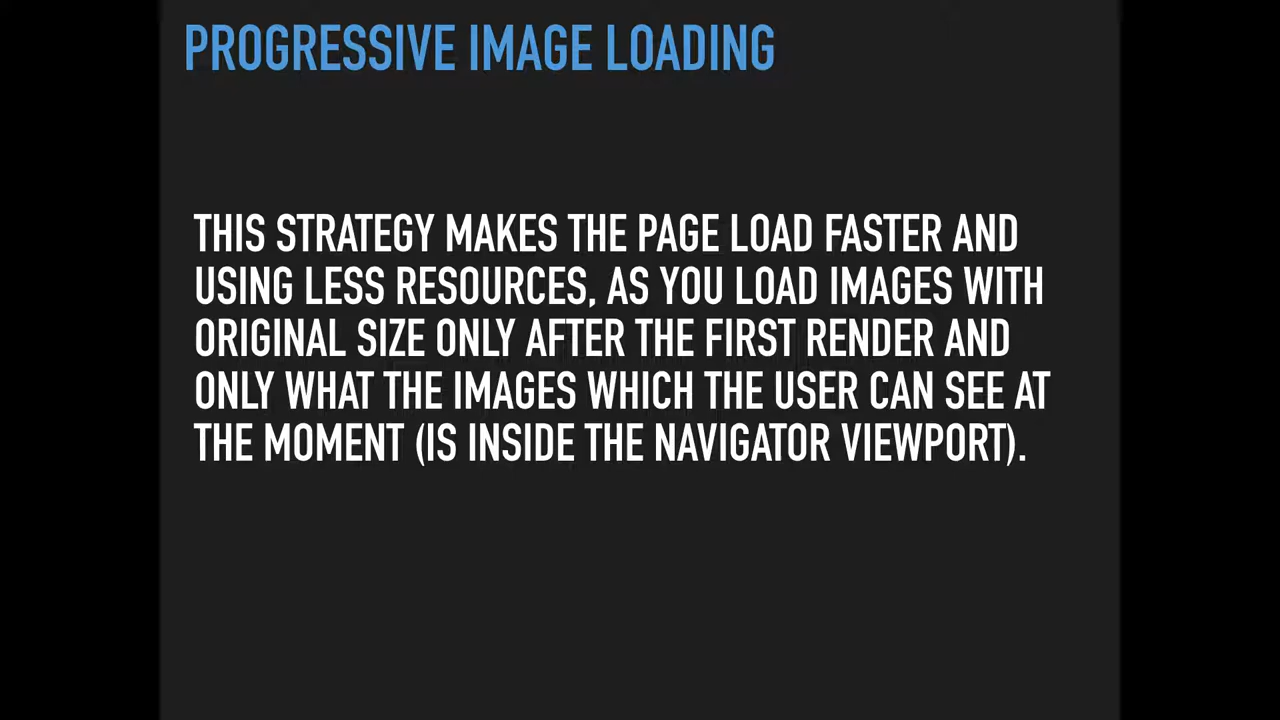 PROGRESSIVE IMAGE LOADING
THIS STRATEGY MAKES THE PAGE LOAD FASTER AND
USING LESS RESOURCES, AS YOU LOAD IMAGES WITH
ORIGINAL SIZE ONLY AFTER THE FIRST RENDER AND
ONLY WHAT THE IMAGES WHICH THE USER CAN SEE AT
THE MOMENT (IS INSIDE THE NAVIGATOR VIEWPORT).